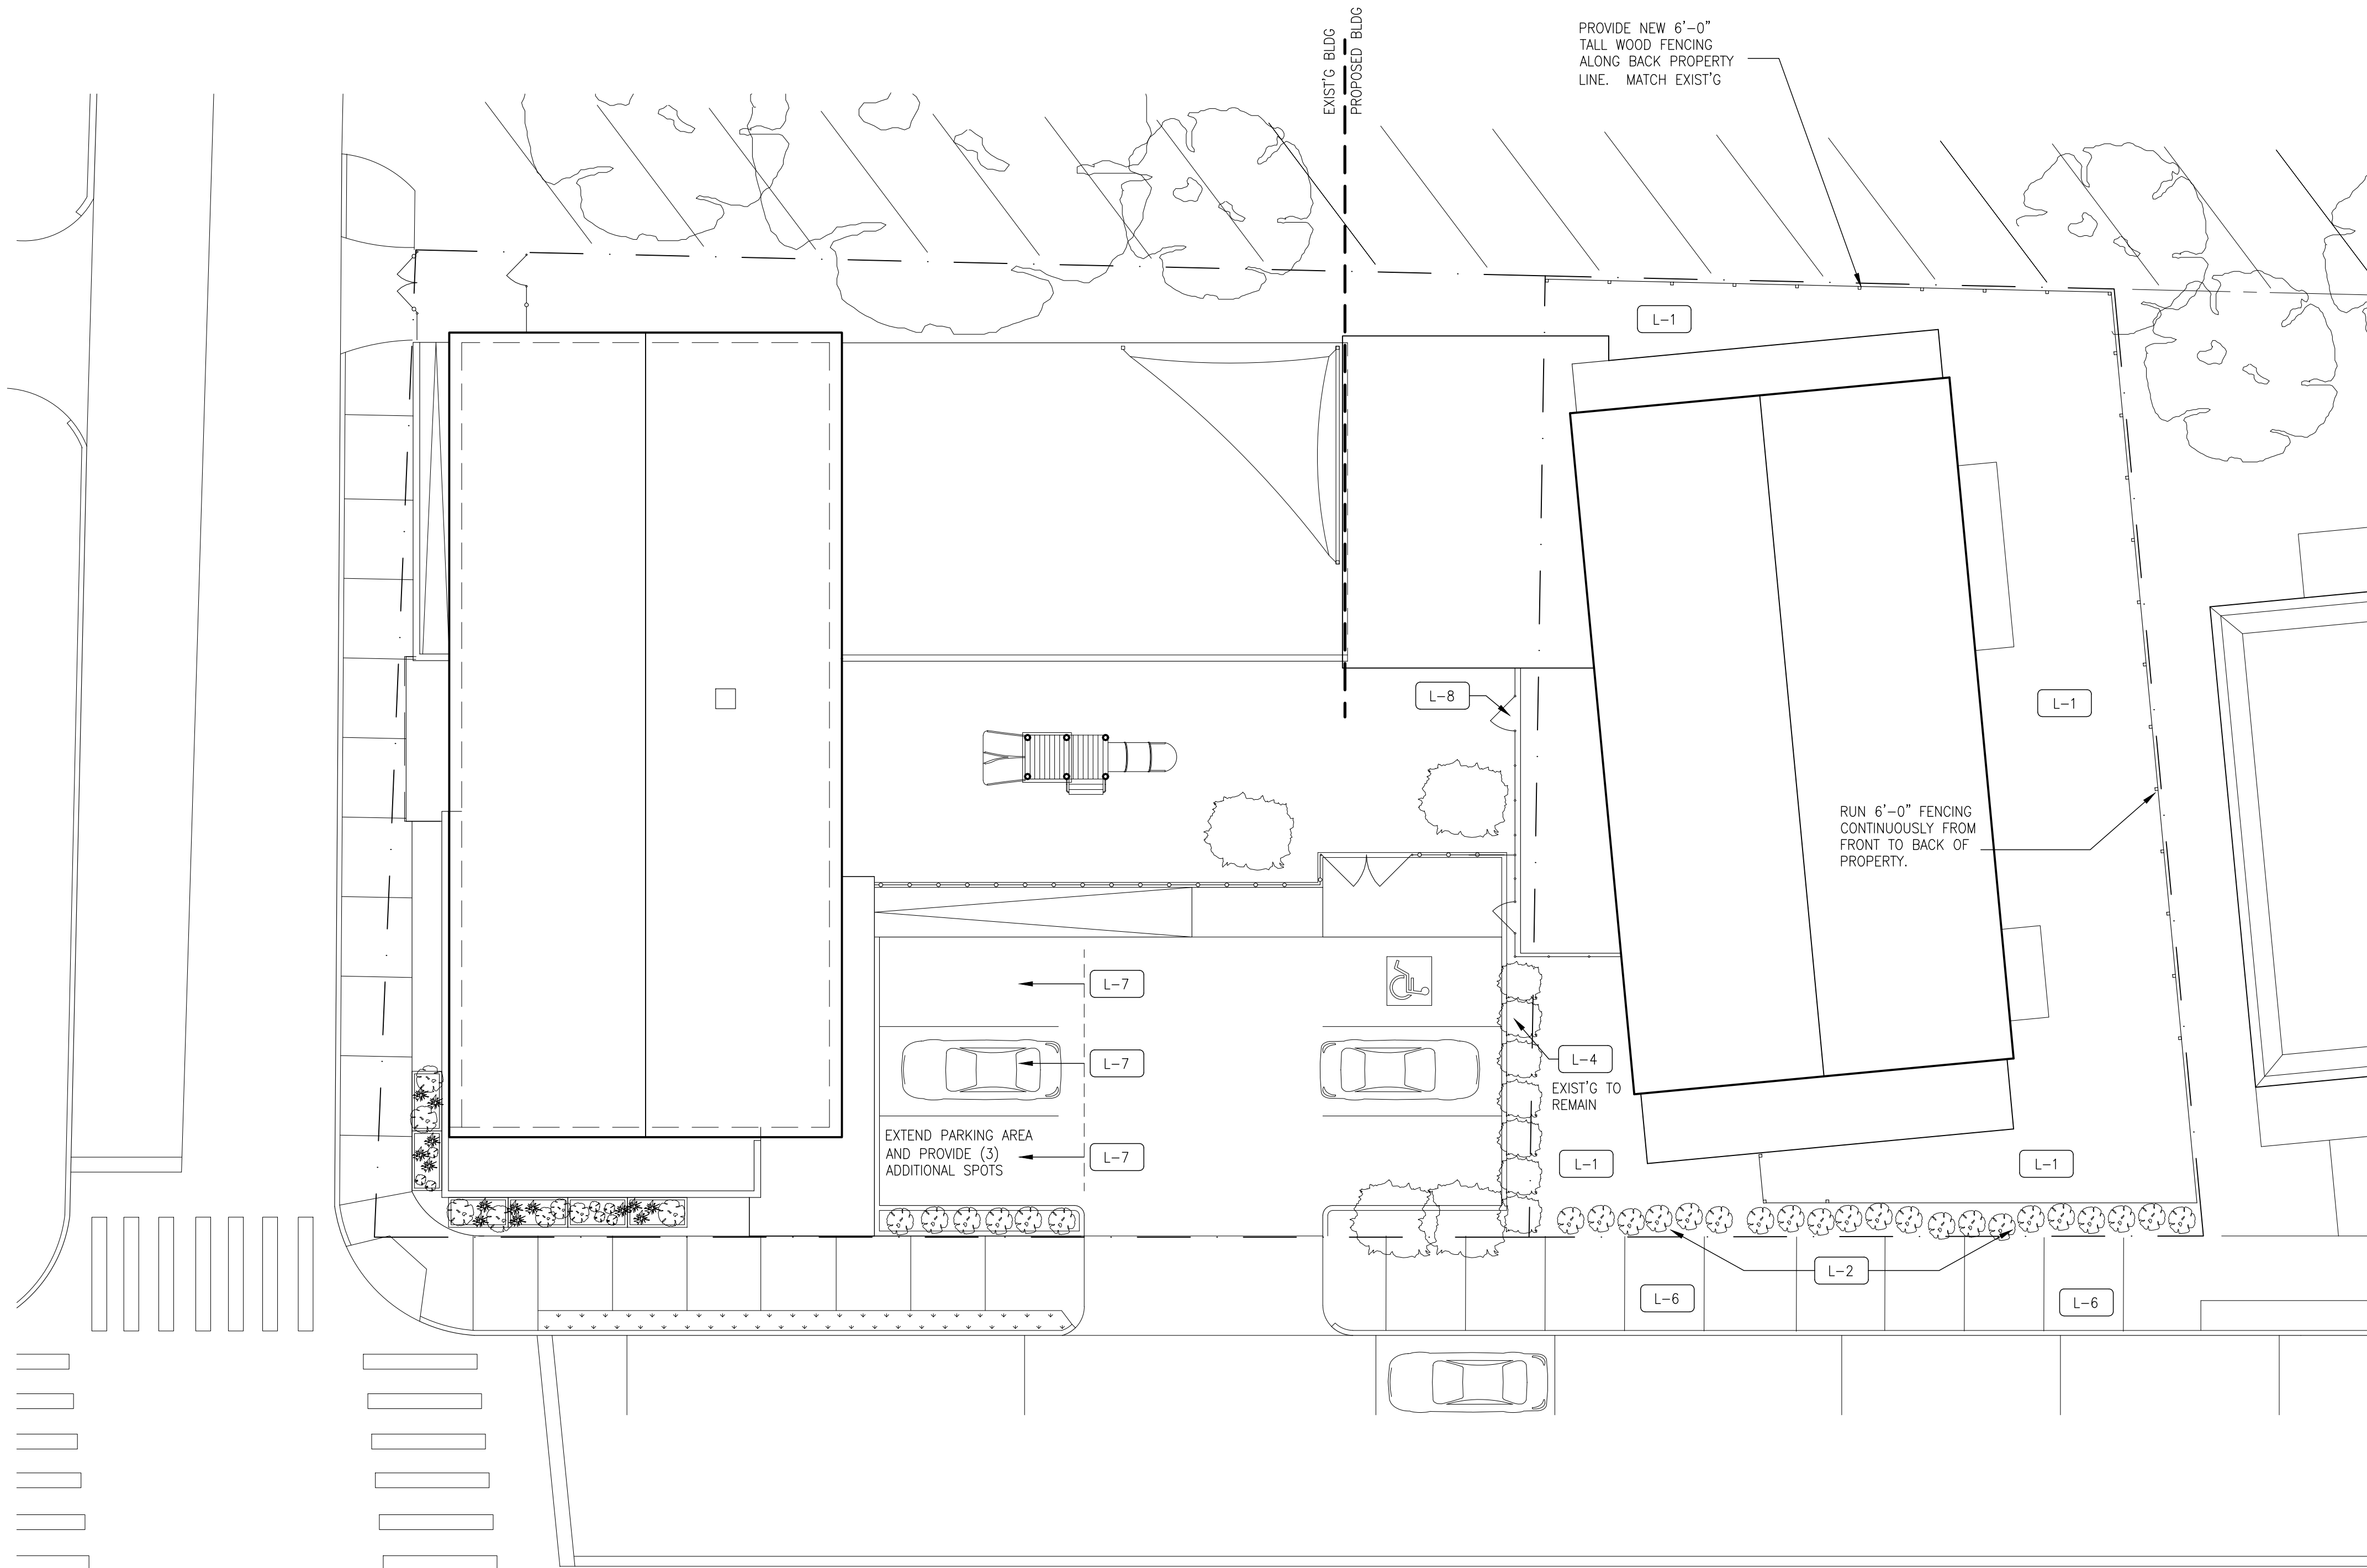 EXIST'G BLDG
PROPOSED BLDG
PROVIDE NEW 6'-0"
TALL WOOD FENCING
ALONG BACK PROPERTY
LINE. MATCH EXIST'G
L-1
L-8
L-1
RUN 6'-0" FENCING
CONTINUOUSLY FROM
FRONT TO BACK OF
PROPERTY.
L-7
L-7
L-4
EXIST'G TO
REMAIN
EXTEND PARKING AREA
AND PROVIDE (3)
ADDITIONAL SPOTS
L-7
L-1
L-1
L-2
L-6
L-6